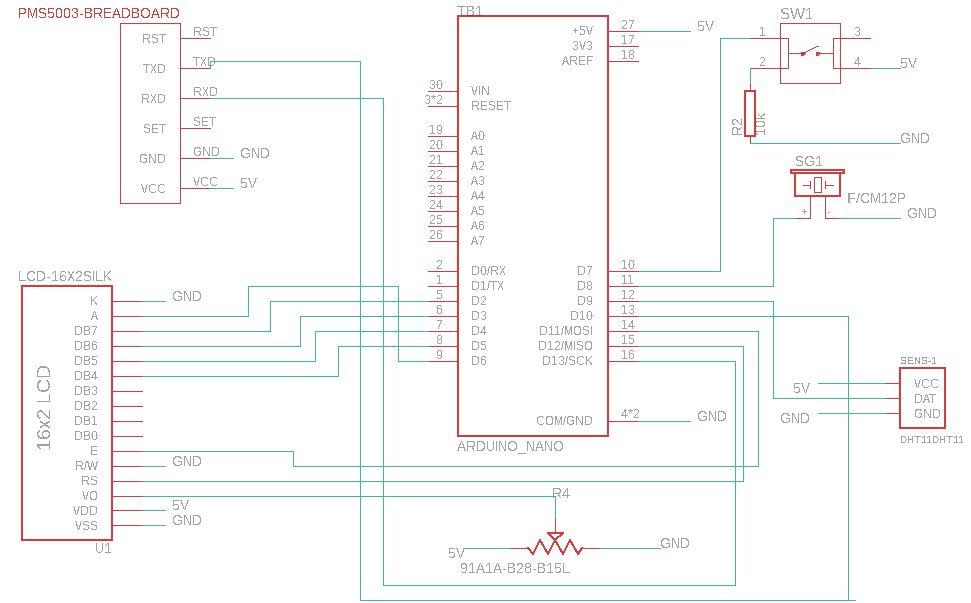 PMS5003-BREADBOARD
RST RST
TXD TXD
RXD RXD
SET SET
GND GND GND
VCC VCC 5V
TB1
+5V 27 5V
3V3 17
AREF 18
30 VIN
3*2 RESET
19 A0
20 A1
21 A2
22 A3
23 A4
24 A5
25 A6
26 A7
2 D0/RX D7 10
1 D1/TX D8 11
5 D2 D9 12
6 D3 D10 13
7 D4 D11/MOSI 14
8 D5 D12/MISO 15
9 D6 D13/SCK 16
COM/GND 4*2 GND
ARDUINO_NANO
SW1
1 3
2 4 5V
R2 10k
GND
SG1
F/CM12P
+ - GND
SENS-1
5V VCC
DAT
GND GND
DHT11DHT11
LCD-16X2SILK
16x2 LCD
K GND
A
DB7
DB6
DB5
DB4
DB3
DB2
DB1
DB0
E
R/W GND
RS
VO
VDD 5V
VSS GND
U1
R4
5V GND
91A1A-B28-B15L